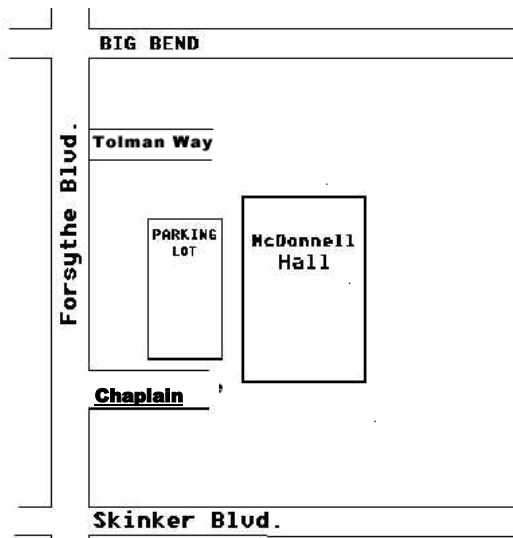 BIG BEND
Tolman Way
Forsythe Blvd.
PARKING
LOT
McDonnell
Hall
Chaplain
Skinker Blvd.